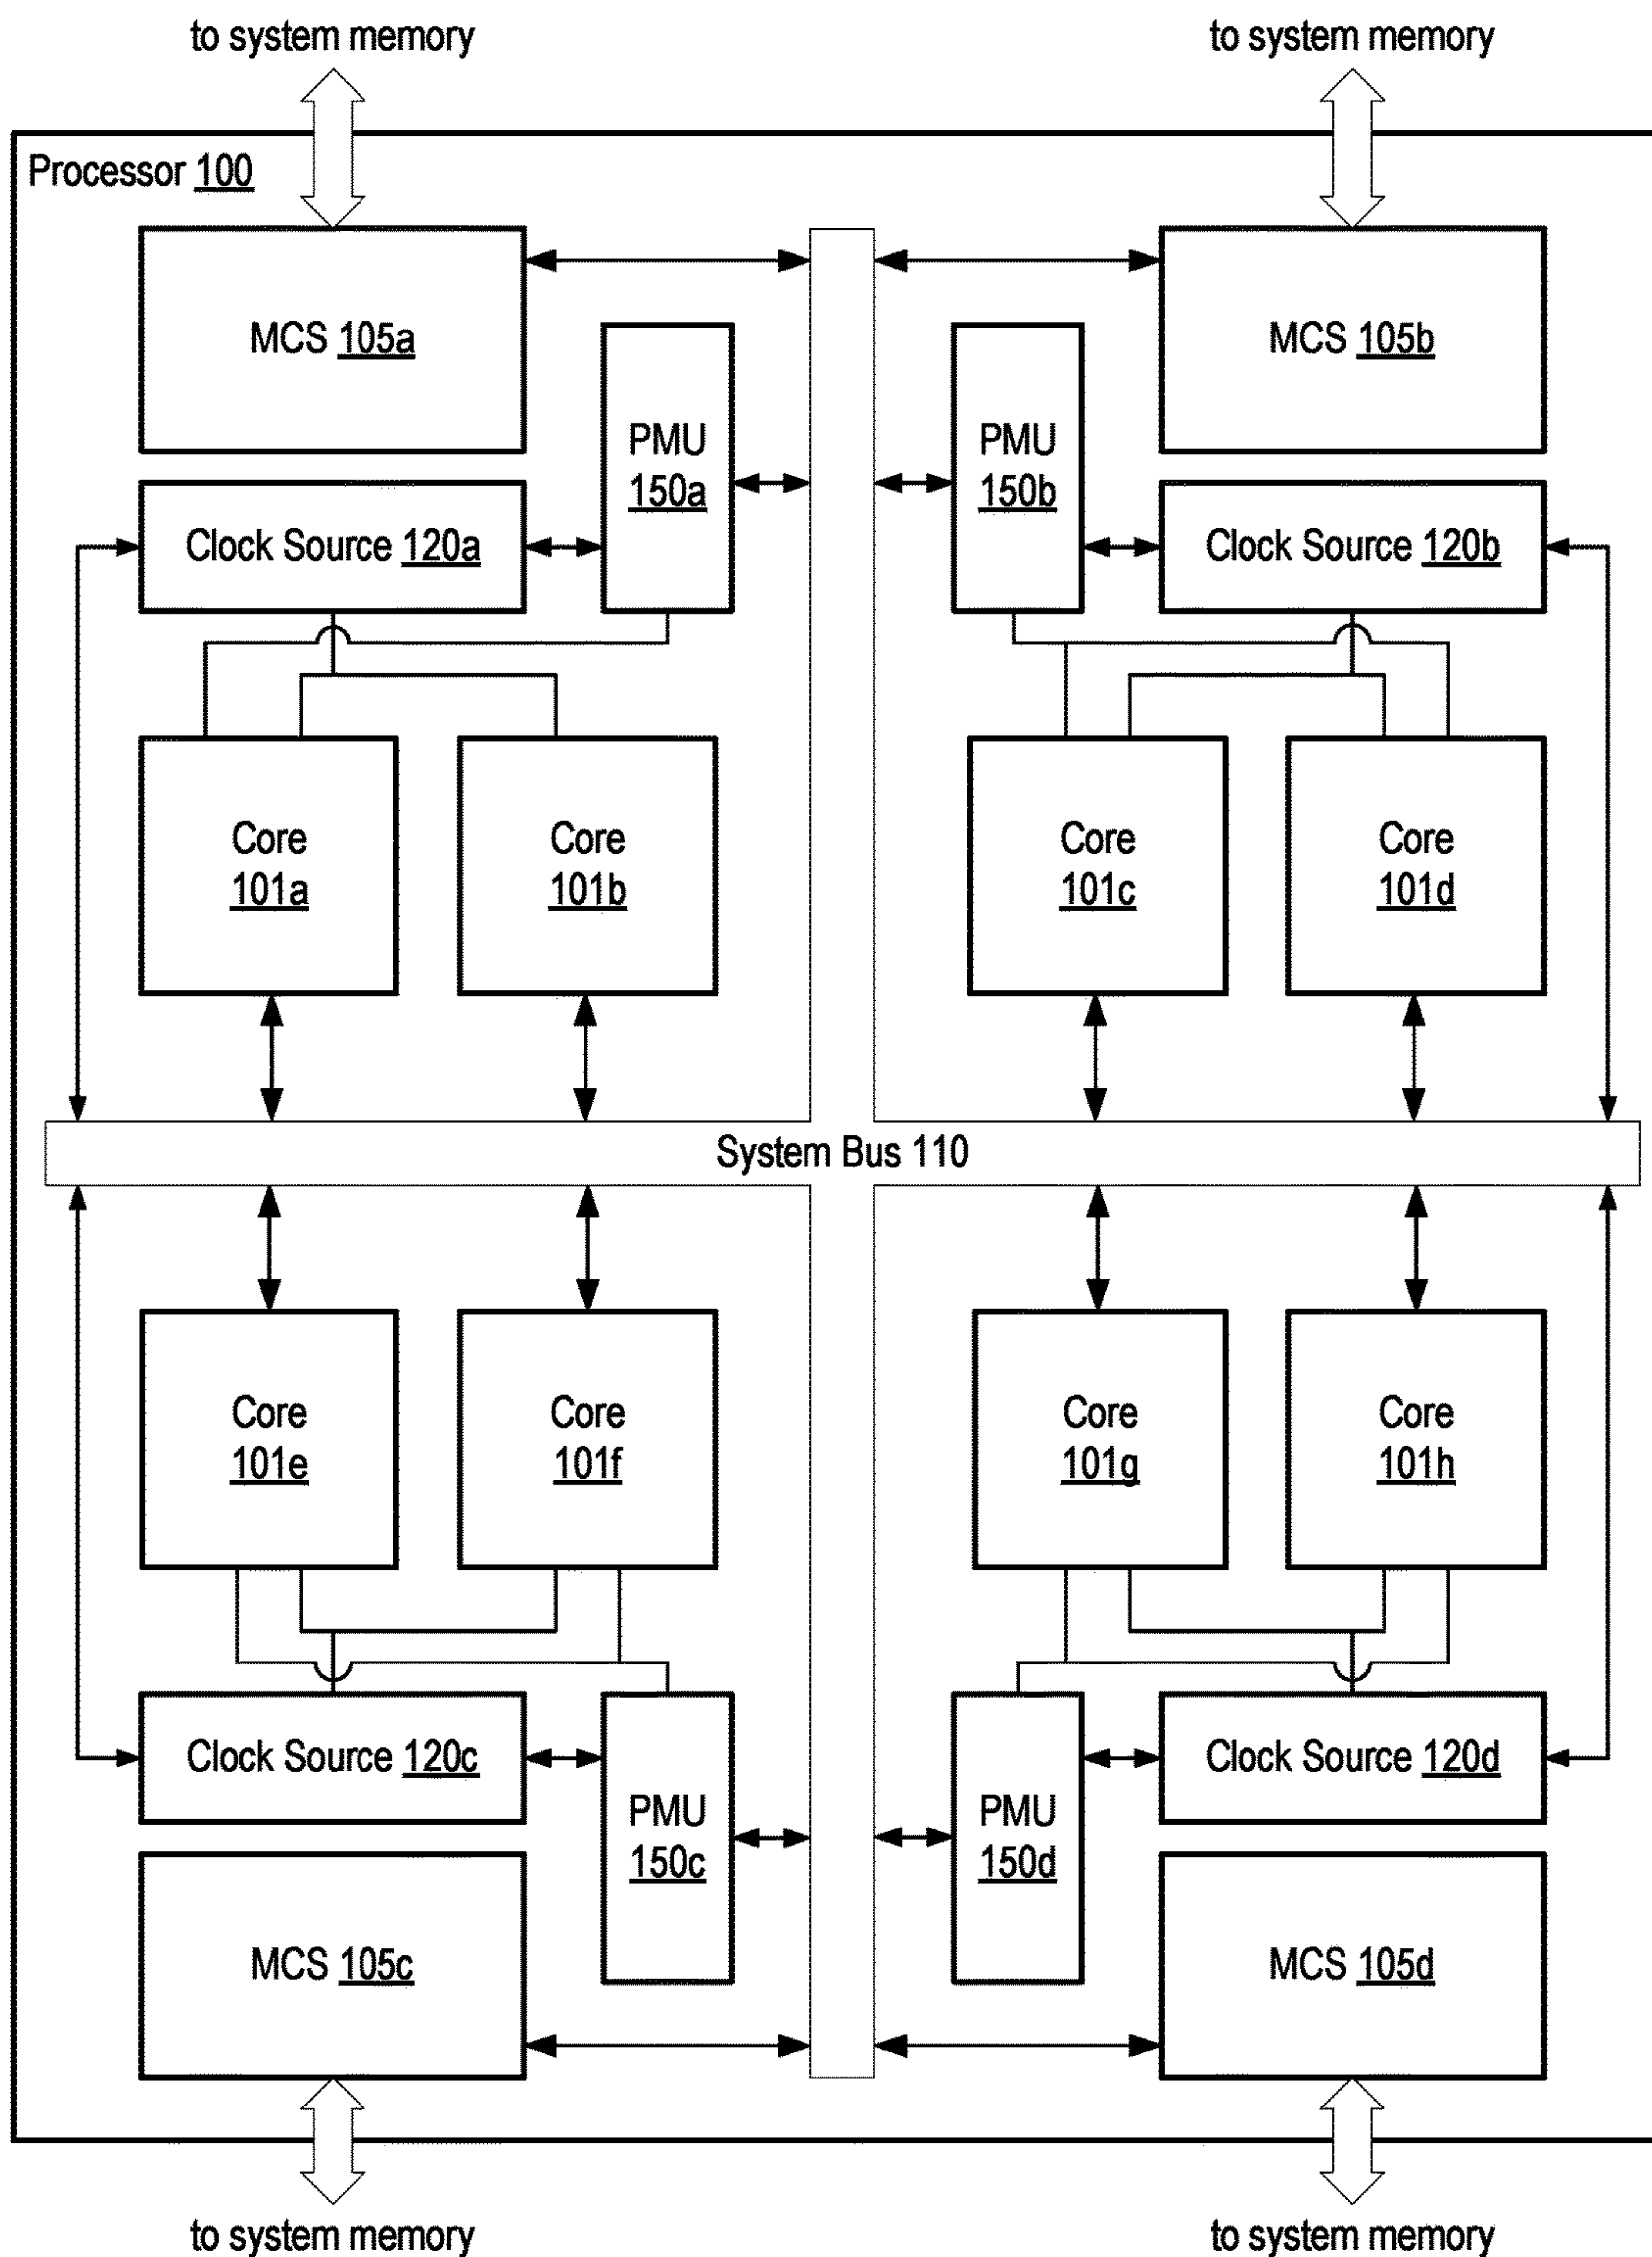 to system memory
to system memory
Processor 100
MCS 105a
MCS 105b
PMU
150a
PMU
150b
Clock Source 120a
Clock Source 120b
Core
101a
Core
101b
Core
101c
Core
101d
System Bus 110
Core
101e
Core
101f
Core
101g
Core
101h
Clock Source 120c
Clock Source 120d
PMU
150c
PMU
150d
MCS 105c
MCS 105d
to system memory
to system memory